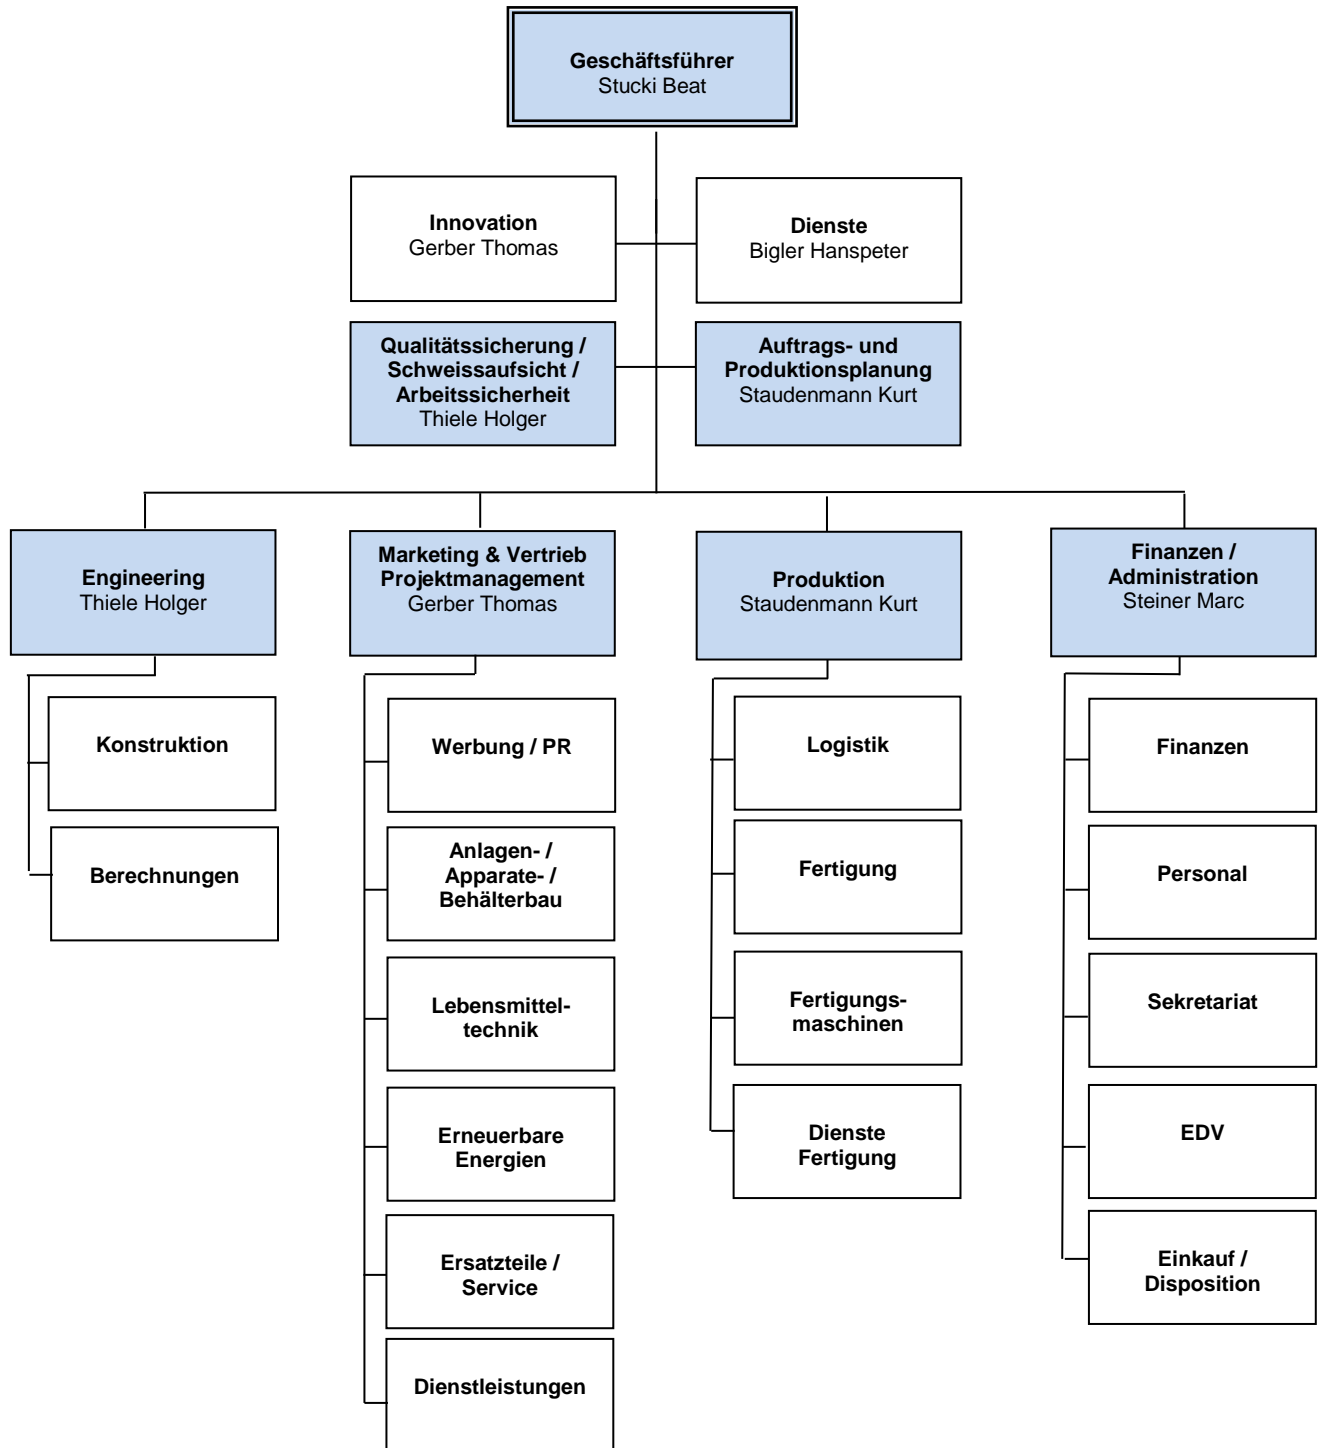 Geschäftsführer
Stucki Beat
Innovation
Gerber Thomas
Dienste
Bigler Hanspeter
Qualitätssicherung /
Schweissaufsicht /
Arbeitssicherheit
Thiele Holger
Auftrags- und
Produktionsplanung
Staudenmann Kurt
Engineering
Thiele Holger
Marketing & Vertrieb
Projektmanagement
Gerber Thomas
Produktion
Staudenmann Kurt
Finanzen /
Administration
Steiner Marc
Konstruktion
Berechnungen
Werbung / PR
Anlagen- /
Apparate- /
Behälterbau
Lebensmittel-
technik
Erneuerbare
Energien
Ersatzteile /
Service
Dienstleistungen
Logistik
Fertigung
Fertigungs-
maschinen
Dienste
Fertigung
Finanzen
Personal
Sekretariat
EDV
Einkauf /
Disposition